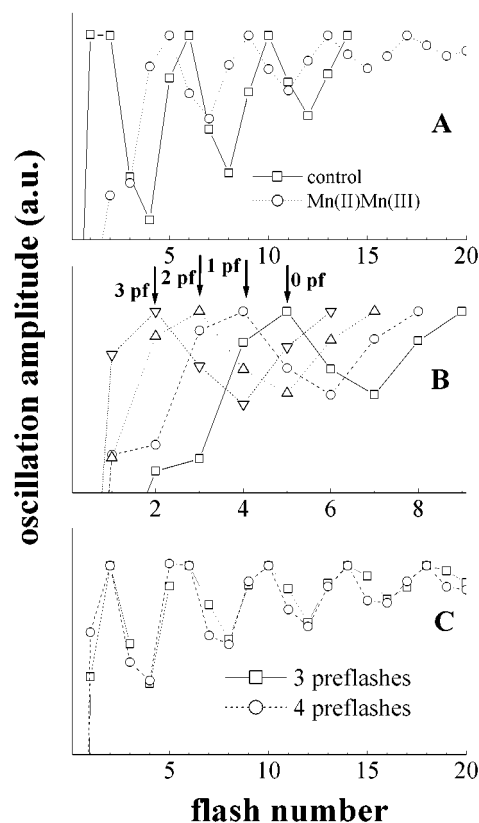 oscillation amplitude (a.u.)
A
control
Mn(II)Mn(III)
5 10 15 20
3 pf 2 pf 1 pf 0 pf
B
2 4 6 8
C
3 preflashes
4 preflashes
5 10 15 20
flash number